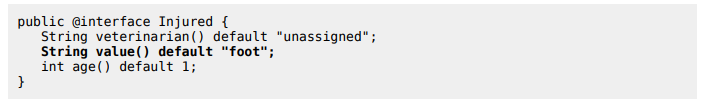 public @interface Injured {
   String veterinarian() default "unassigned";
   String value() default "foot";
   int age() default 1;
}